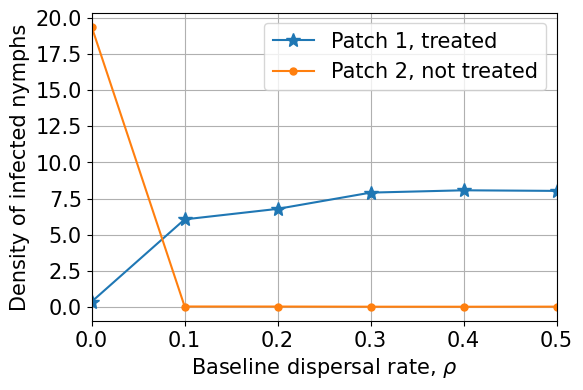 Density of infected nymphs
20.0
17.5
15.0
12.5
10.0
7.5
5.0
2.5
0.0
Patch 1, treated
Patch 2, not treated
0.0 0.1 0.2 0.3 0.4 0.5
Baseline dispersal rate, ρ